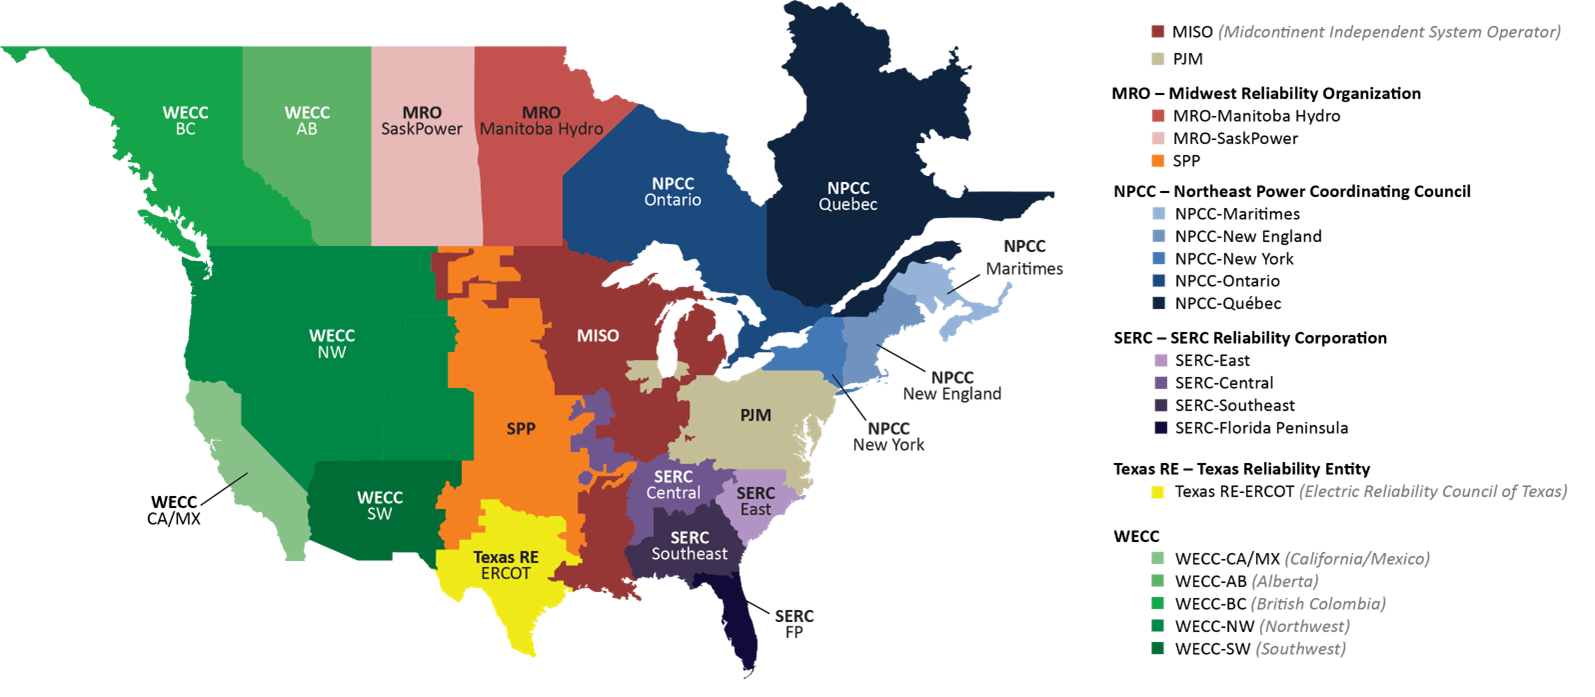 WECC
BC
WECC
AB
MRO
SaskPower
MRO
Manitoba Hydro
NPCC
Ontario
NPCC
Quebec
NPCC
Maritimes
WECC
NW
MISO
NPCC
New England
NPCC
New York
PJM
SPP
WECC
CA/MX
WECC
SW
SERC
Central
SERC
East
SERC
Southeast
Texas RE
ERCOT
SERC
FP
MISO (Midcontinent Independent System Operator)
PJM
MRO – Midwest Reliability Organization
MRO-Manitoba Hydro
MRO-SaskPower
SPP
NPCC – Northeast Power Coordinating Council
NPCC-Maritimes
NPCC-New England
NPCC-New York
NPCC-Ontario
NPCC-Québec
SERC – SERC Reliability Corporation
SERC-East
SERC-Central
SERC-Southeast
SERC-Florida Peninsula
Texas RE – Texas Reliability Entity
Texas RE-ERCOT (Electric Reliability Council of Texas)
WECC
WECC-CA/MX (California/Mexico)
WECC-AB (Alberta)
WECC-BC (British Colombia)
WECC-NW (Northwest)
WECC-SW (Southwest)